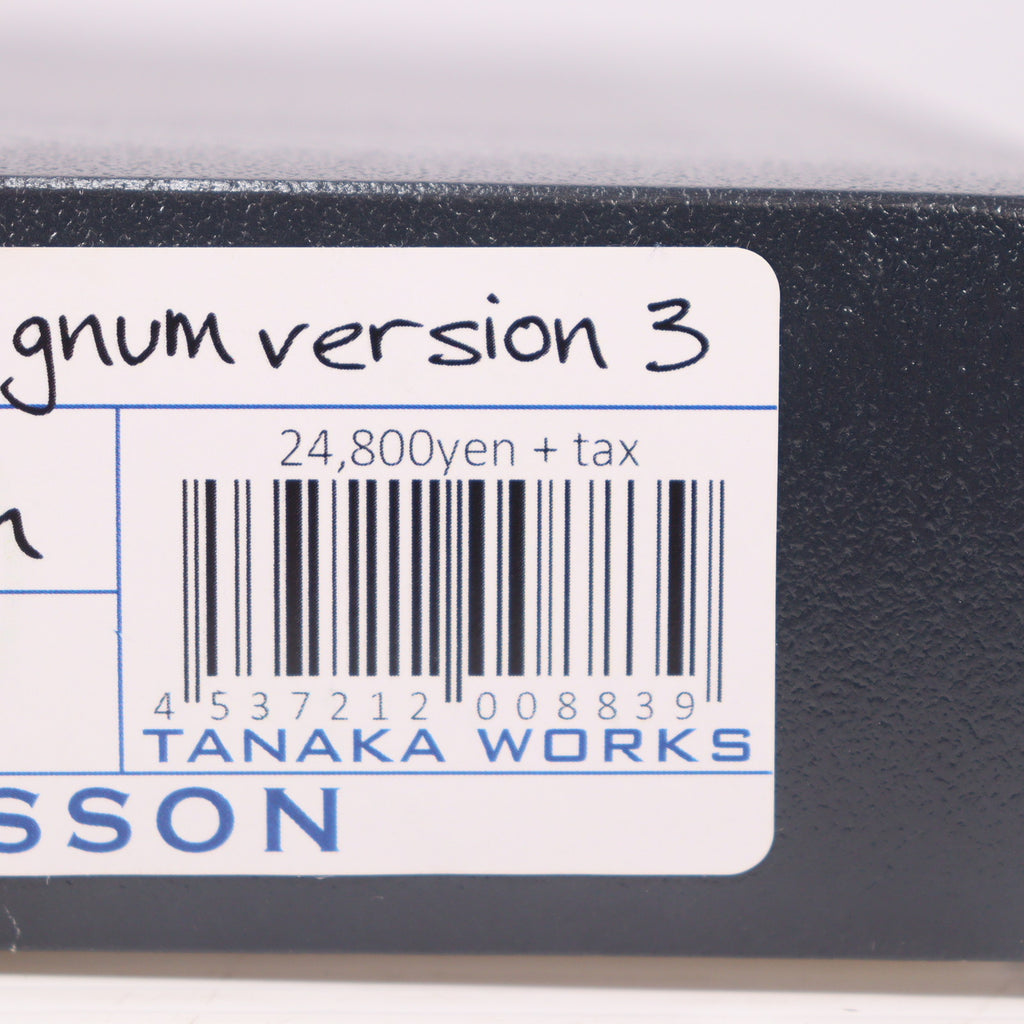 gnum version 3
24,800yen + tax
4 537212 008839
TANAKA WORKS
SSON